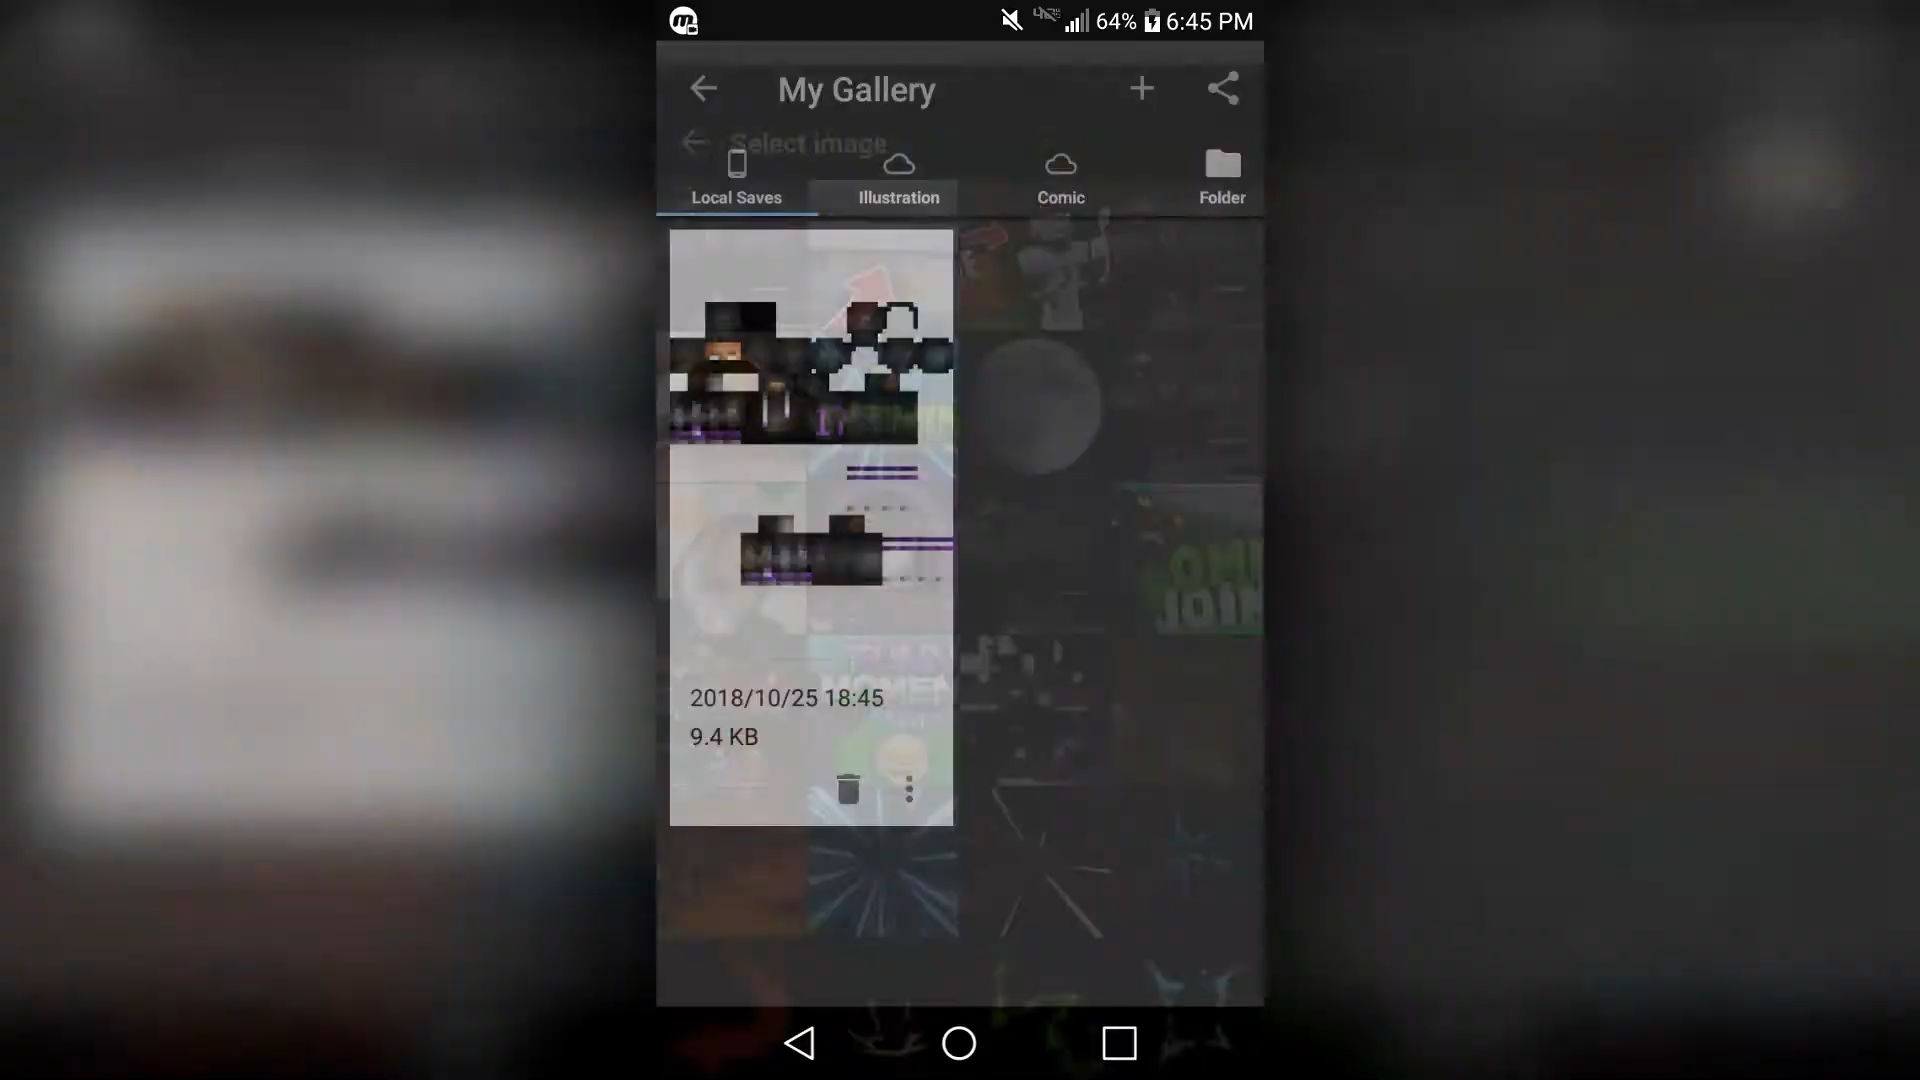 64% 6:45 PM
My Gallery
Select image
Local Saves
Illustration
Comic
Folder
2018/10/25 18:45
9.4 KB